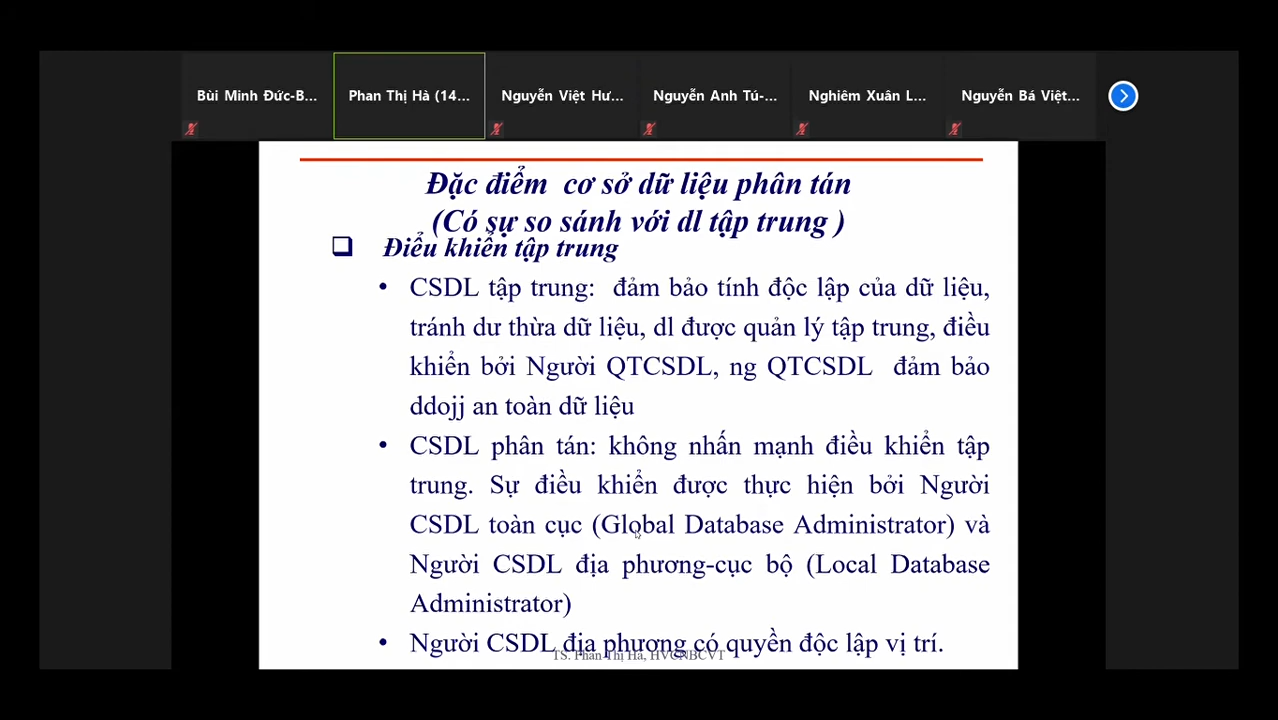 Bùi Minh Đức-B...
Phan Thị Hà (14...
Nguyễn Việt Hư...
Nguyễn Anh Tú-...
Nghiêm Xuân L...
Nguyễn Bá Việt...
Đặc điểm cơ sở dữ liệu phân tán
(Có sự so sánh với dl tập trung )
Điểu khiển tập trung
• CSDL tập trung: đảm bảo tính độc lập của dữ liệu,
tránh dư thừa dữ liệu, dl được quản lý tập trung, điều
khiển bởi Người QTCSDL, ng QTCSDL đảm bảo
ddojj an toàn dữ liệu
• CSDL phân tán: không nhấn mạnh điều khiển tập
trung. Sự điều khiển được thực hiện bởi Người
CSDL toàn cục (Global Database Administrator) và
Người CSDL địa phương-cục bộ (Local Database
Administrator)
• Người CSDL địa phương có quyền độc lập vị trí.
TS. Phan Thị Hà, HVCNBCVT